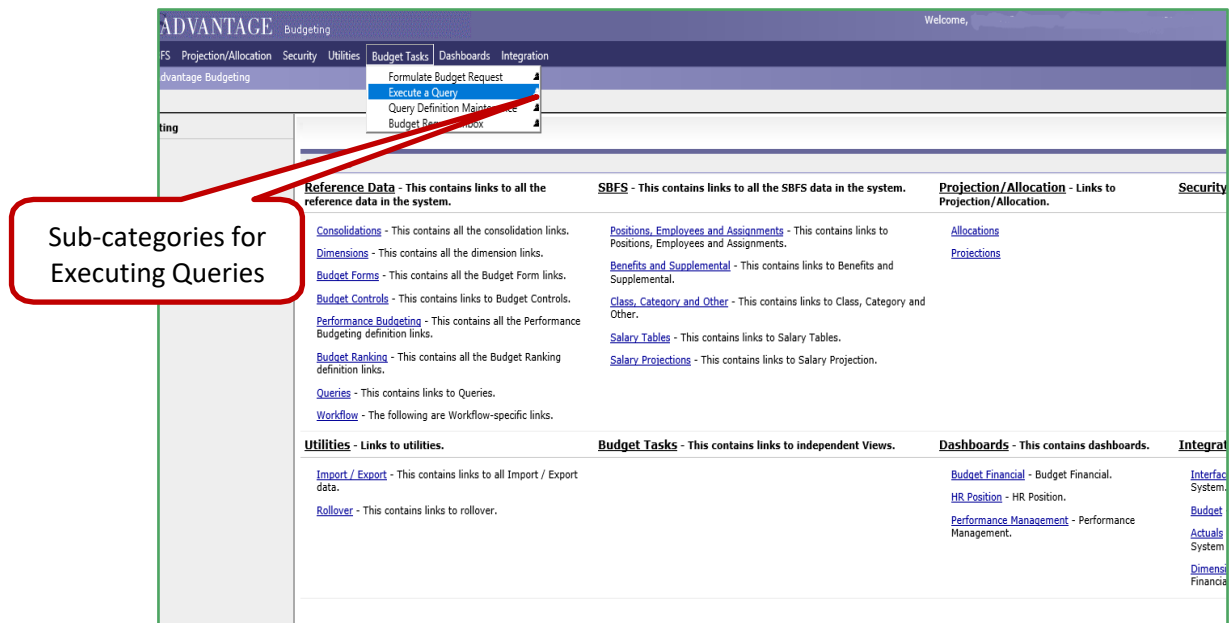 ADVANTAGE Budgeting
Welcome,
FS Projection/Allocation Security Utilities Budget Tasks Dashboards Integration
dvantage Budgeting
Formulate Budget Request
Execute a Query
Query Definition Maintenance
Budget Inbox
ting
Sub-categories for
Executing Queries
Reference Data - This contains links to all the
reference data in the system.
Consolidations - This contains all the consolidation links.
Dimensions - This contains all the dimension links.
Budget Forms - This contains all the Budget Form links.
Budget Controls - This contains links to Budget Controls.
Performance Budgeting - This contains all the Performance
Budgeting definition links.
Budget Ranking - This contains all the Budget Ranking
definition links.
Queries - This contains links to Queries.
Workflow - The following are Workflow-specific links.
SBFS - This contains links to all the SBFS data in the system.
Positions, Employees and Assignments - This contains links to
Positions, Employees and Assignments.
Benefits and Supplemental - This contains links to Benefits and
Supplemental.
Class, Category and Other - This contains links to Class, Category and
Other.
Salary Tables - This contains links to Salary Tables.
Salary Projections - This contains links to Salary Projection.
Projection/Allocation - Links to
Projection/Allocation.
Allocations
Projections
Security
Utilities - Links to utilities.
Import / Export - This contains links to all Import / Export
data.
Rollover - This contains links to rollover.
Budget Tasks - This contains links to independent Views.
Dashboards - This contains dashboards.
Budget Financial - Budget Financial.
HR Position - HR Position.
Performance Management - Performance
Management.
Integrat
Interfac
System.
Budget
Actuals
System
Dimensi
Financia